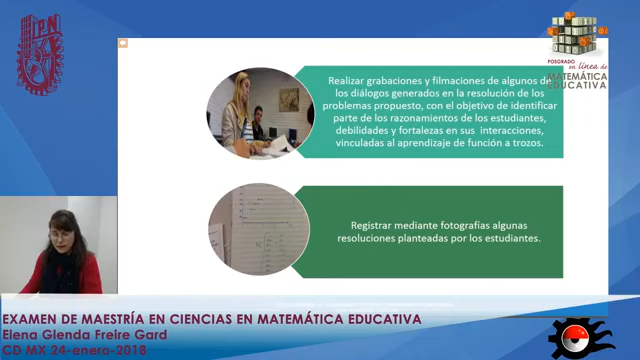 IPN
POSGRADO
en línea de
MATEMÁTICA
EDUCATIVA
Realizar grabaciones y filmaciones de algunos de
los diálogos generados en la resolución de los
problemas propuesto, con el objetivo de identificar
parte de los razonamientos de los estudiantes,
debilidades y fortalezas en sus interacciones,
vinculadas al aprendizaje de función a trozos.
Registrar mediante fotografías algunas
resoluciones planteadas por los estudiantes.
EXAMEN DE MAESTRÍA EN CIENCIAS EN MATEMÁTICA EDUCATIVA
Elena Glenda Freire Gard
CD MX 24-enero-2018